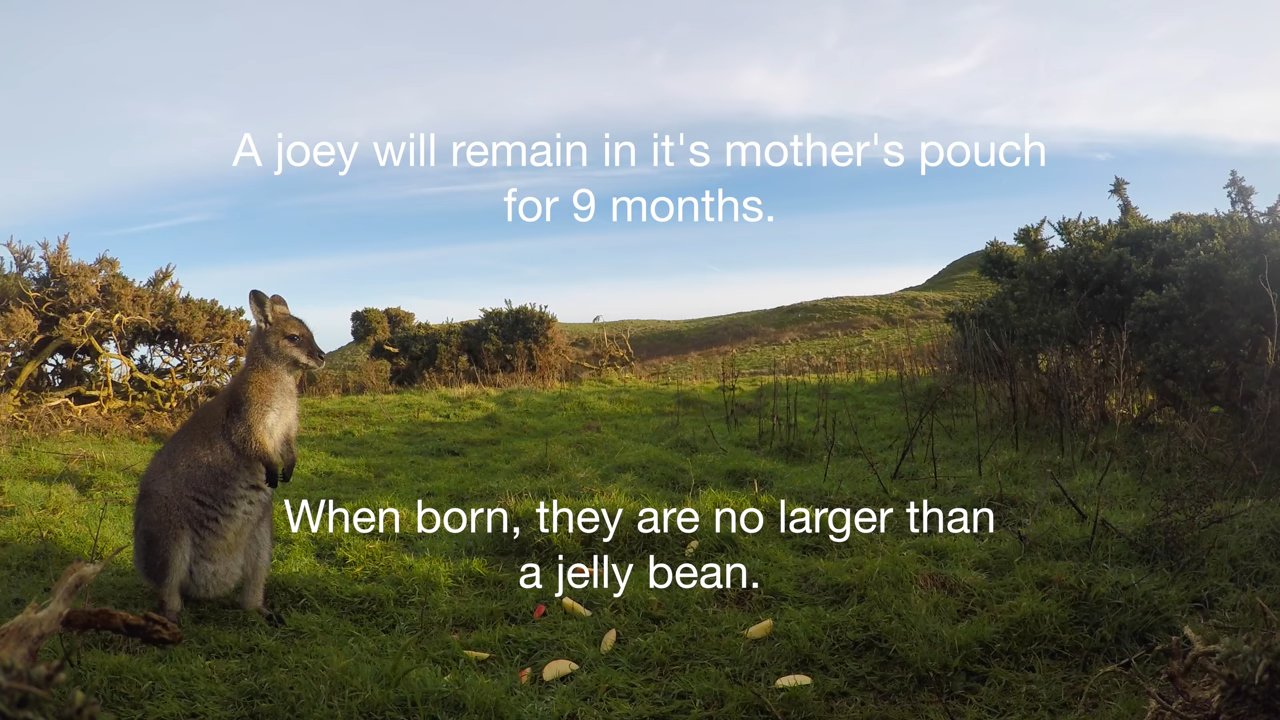 A joey will remain in it's mother's pouch
for 9 months.
When born, they are no larger than
a jelly bean.